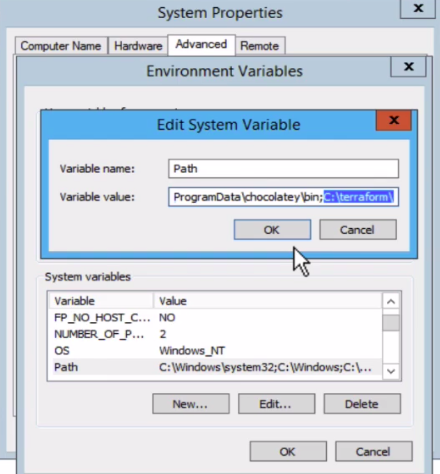 System Properties
x
Computer Name Hardware Advanced Remote
Environment Variables
x
Edit System Variable
x
Variable name: Path
Variable value: ProgramData\chocolatey\bin;C:\terraform\
OK Cancel
System variables
Variable Value
FP_NO_HOST_C... NO
NUMBER_OF_P... 2
OS Windows_NT
Path C:\Windows\system32;C:\Windows;C:\...
New... Edit... Delete
OK Cancel